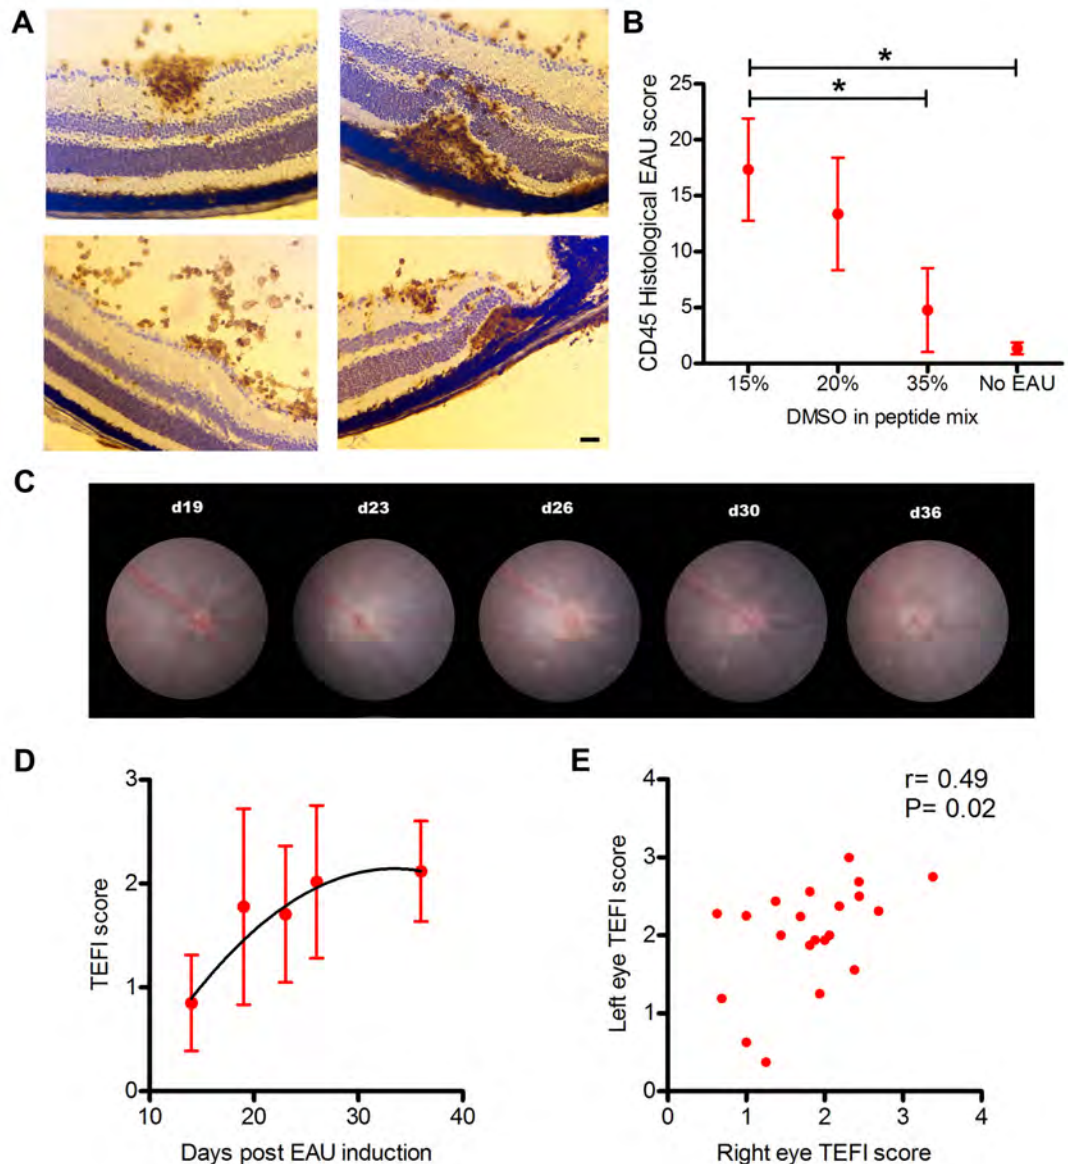 A
B
*
*
25
20
15
10
5
0
CD45 Histological EAU score
15%
20%
35%
No EAU
DMSO in peptide mix
C
d19
d23
d26
d30
d36
D
3
2
1
0
TEFI score
10
20
30
40
Days post EAU induction
E
r= 0.49
P= 0.02
4
3
2
1
0
Left eye TEFI score
0
1
2
3
4
Right eye TEFI score